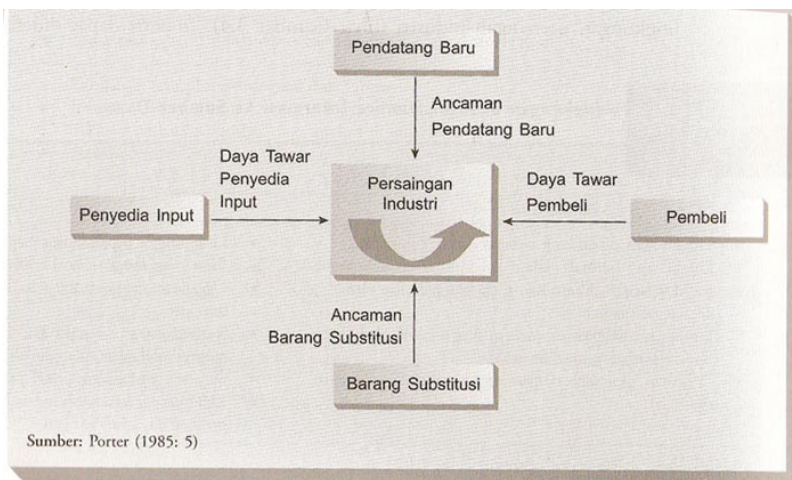 Pendatang Baru
Ancaman
Pendatang Baru
Daya Tawar
Penyedia
Input
Persaingan
Industri
Daya Tawar
Pembeli
Penyedia Input
Pembeli
Ancaman
Barang Substitusi
Barang Substitusi
Sumber: Porter (1985: 5)